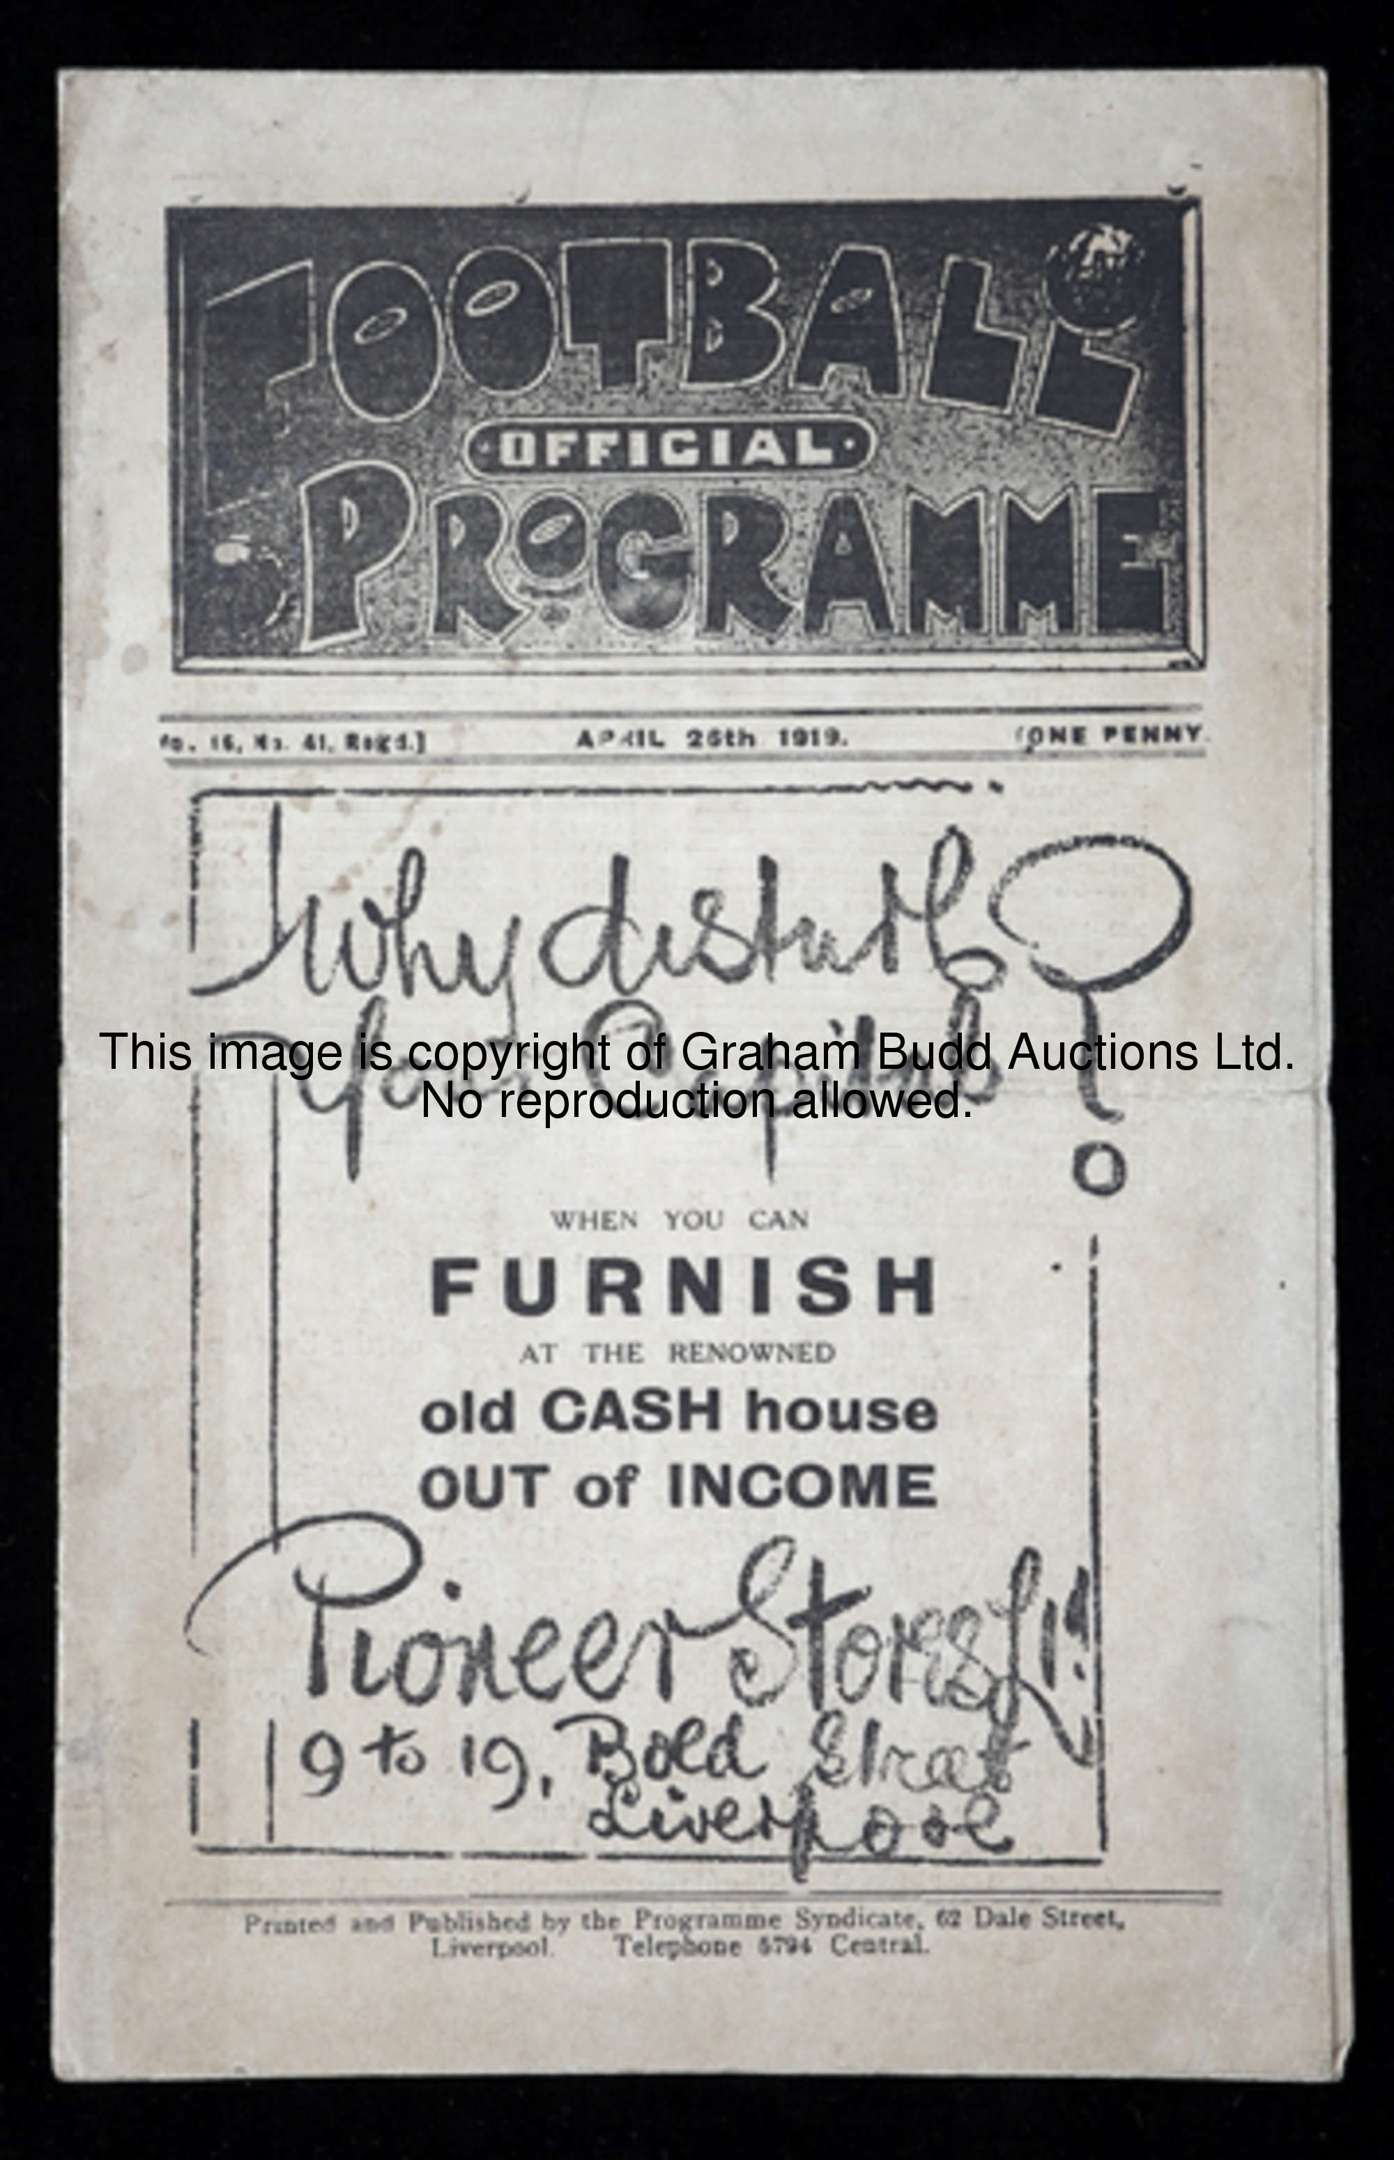 FOOTBALL
OFFICIAL
PROGRAMME
Vo. 15, No. 41, Regd.] APRIL 26th 1919. [ONE PENNY.
Why disturb
your Capital?
This image is copyright of Graham Budd Auctions Ltd.
No reproduction allowed.
WHEN YOU CAN
FURNISH
AT THE RENOWNED
old CASH house
OUT of INCOME
Pioneer Stores Ltd
9 to 19, Bold Street
Liverpool
Printed and Published by the Programme Syndicate, 62 Dale Street,
Liverpool. Telephone 5794 Central.